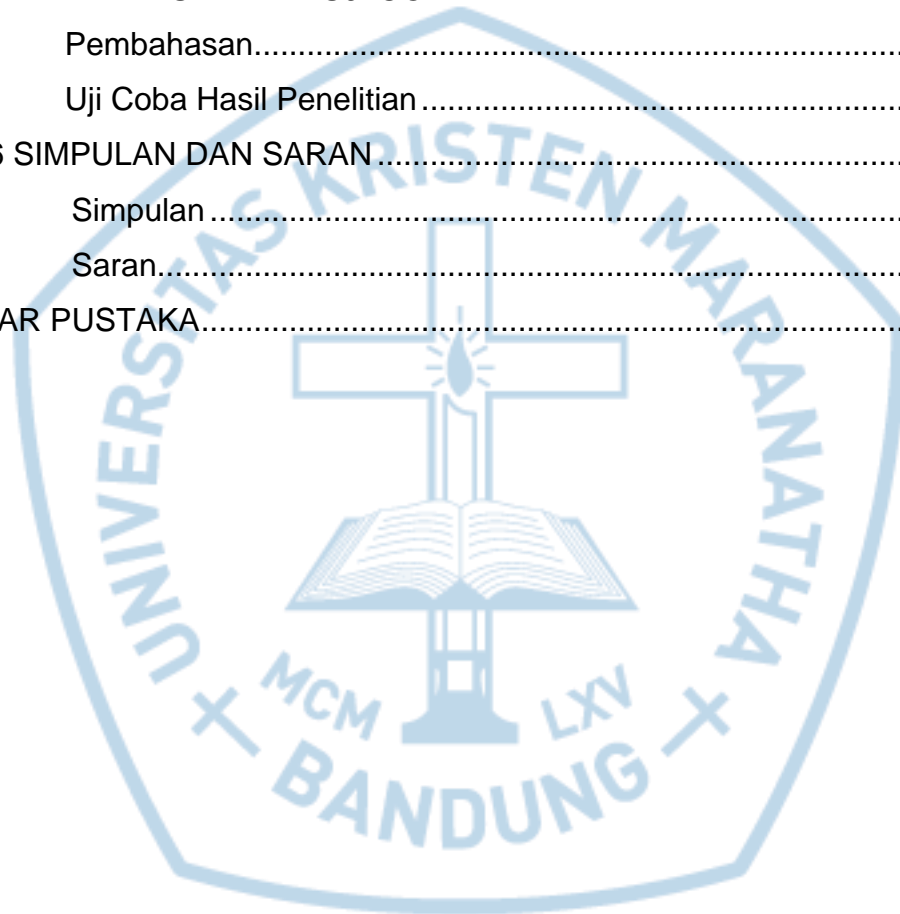 Pembahasan............................................................................
Uji Coba Hasil Penelitian.........................................................
SIMPULAN DAN SARAN..............................................................
Simpulan.................................................................................
Saran.......................................................................................
AR PUSTAKA..................................................................................
UNIVERSITAS KRISTEN MARANATHA
MCM LXV
BANDUNG